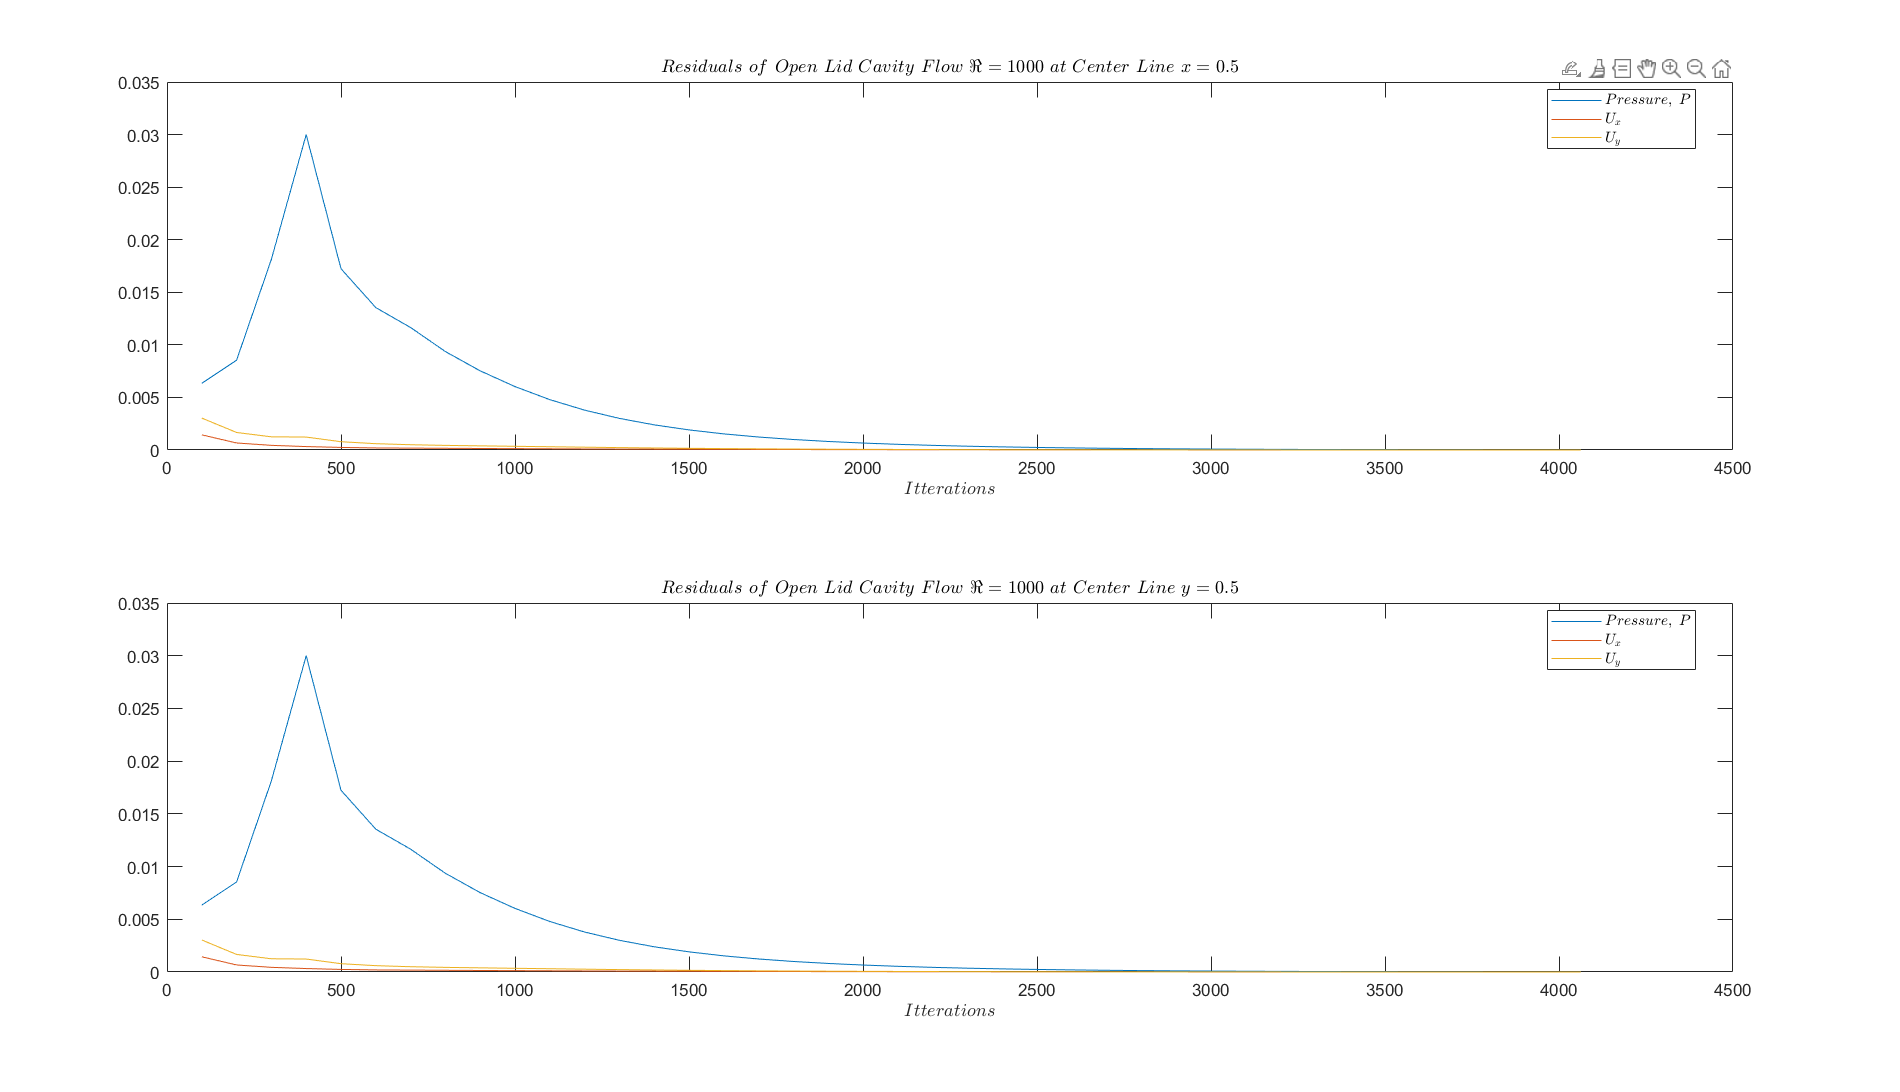 Residuals of Open Lid Cavity Flow ℜ = 1000 at Center Line x = 0.5
0.035
Pressure, P
U_x
U_y
0.03
0.025
0.02
0.015
0.01
0.005
0
0 500 1000 1500 2000 2500 3000 3500 4000 4500
Itterations
Residuals of Open Lid Cavity Flow ℜ = 1000 at Center Line y = 0.5
0.035
Pressure, P
U_x
U_y
0.03
0.025
0.02
0.015
0.01
0.005
0
0 500 1000 1500 2000 2500 3000 3500 4000 4500
Itterations